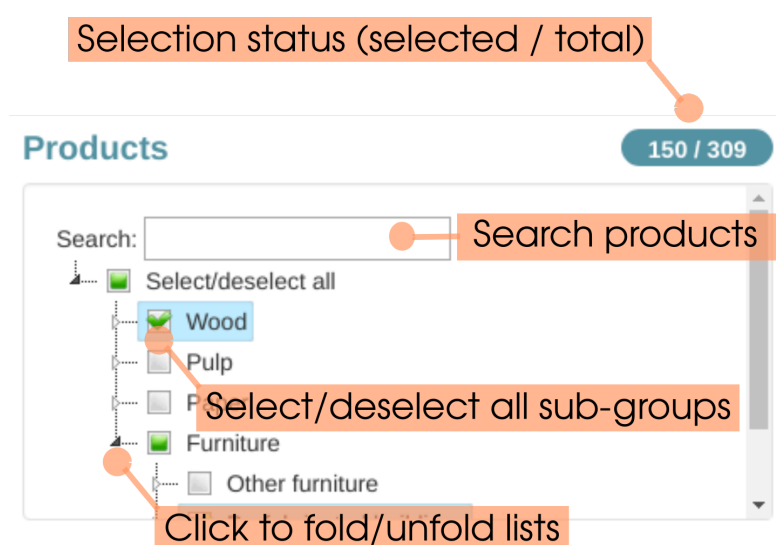 Selection status (selected / total)
Products
150 / 309
Search:
Search products
Select/deselect all
Wood
Pulp
Select/deselect all sub-groups
Furniture
Other furniture
Click to fold/unfold lists